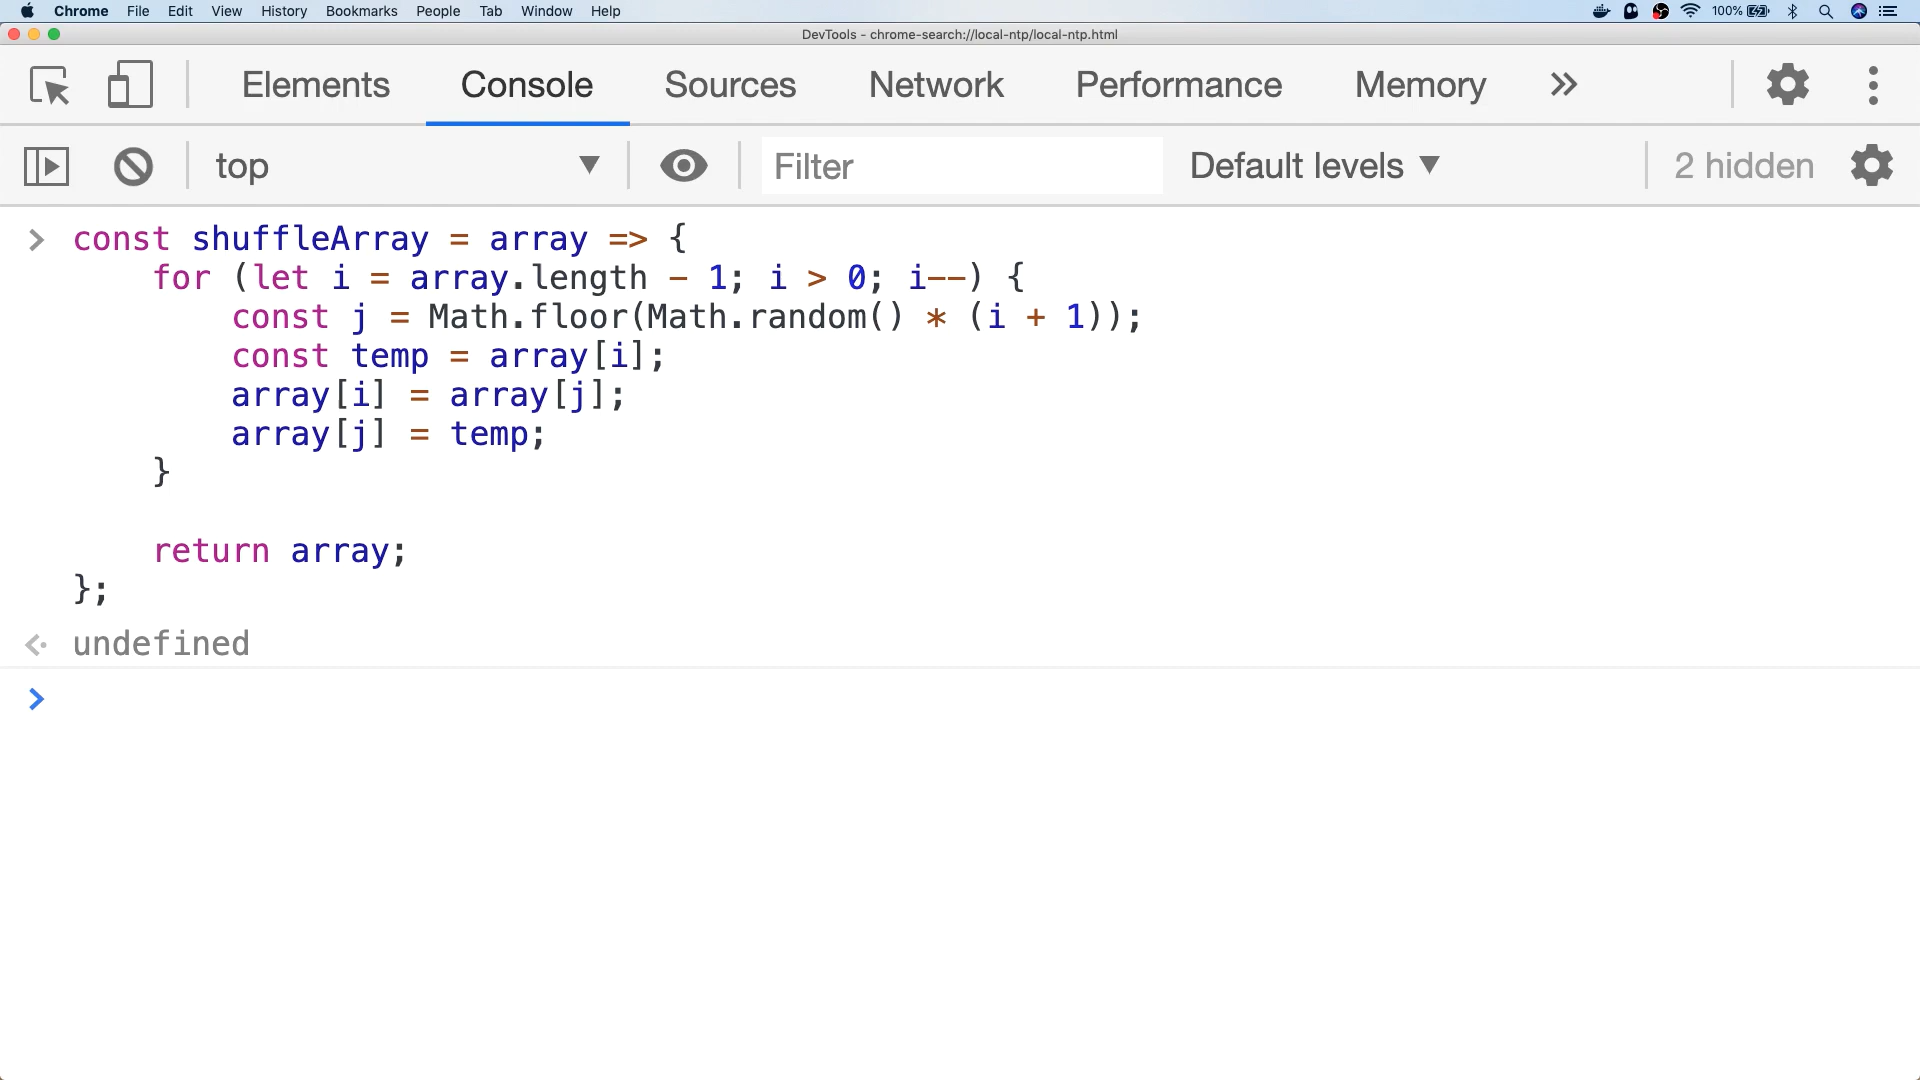 Chrome File Edit View History Bookmarks People Tab Window Help 100%
DevTools - chrome-search://local-ntp/local-ntp.html
Elements Console Sources Network Performance Memory »
top ▼ Filter Default levels ▼ 2 hidden
> const shuffleArray = array => {
    for (let i = array.length - 1; i > 0; i--) {
        const j = Math.floor(Math.random() * (i + 1));
        const temp = array[i];
        array[i] = array[j];
        array[j] = temp;
    }
    return array;
};
undefined
>